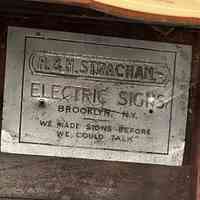 R. & H. STRACHAN
ELECTRIC SIGNS
BROOKLYN, N.Y.
"WE MADE SIGNS BEFORE
WE COULD TALK"